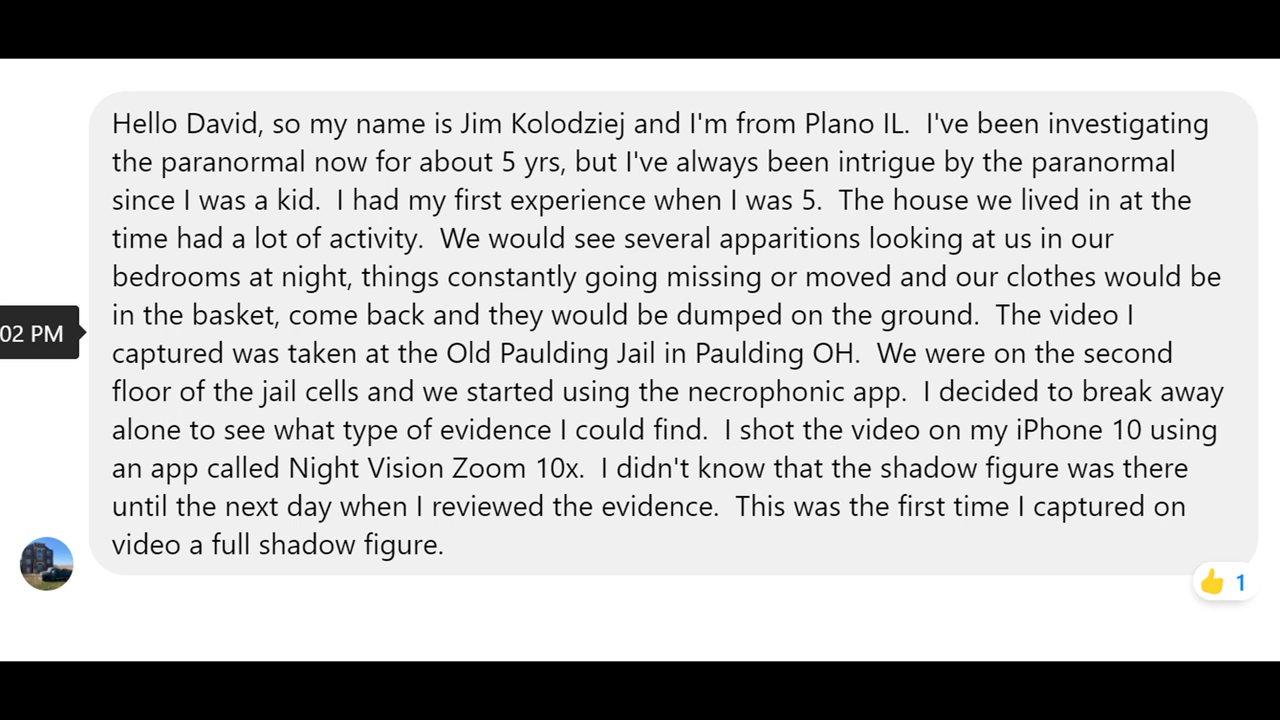 Hello David, so my name is Jim Kolodziej and I'm from Plano IL.  I've been investigating
the paranormal now for about 5 yrs, but I've always been intrigue by the paranormal
since I was a kid.  I had my first experience when I was 5.  The house we lived in at the
time had a lot of activity.  We would see several apparitions looking at us in our
bedrooms at night, things constantly going missing or moved and our clothes would be
in the basket, come back and they would be dumped on the ground.  The video I
02 PM
captured was taken at the Old Paulding Jail in Paulding OH.  We were on the second
floor of the jail cells and we started using the necrophonic app.  I decided to break away
alone to see what type of evidence I could find.  I shot the video on my iPhone 10 using
an app called Night Vision Zoom 10x.  I didn't know that the shadow figure was there
until the next day when I reviewed the evidence.  This was the first time I captured on
video a full shadow figure.
1